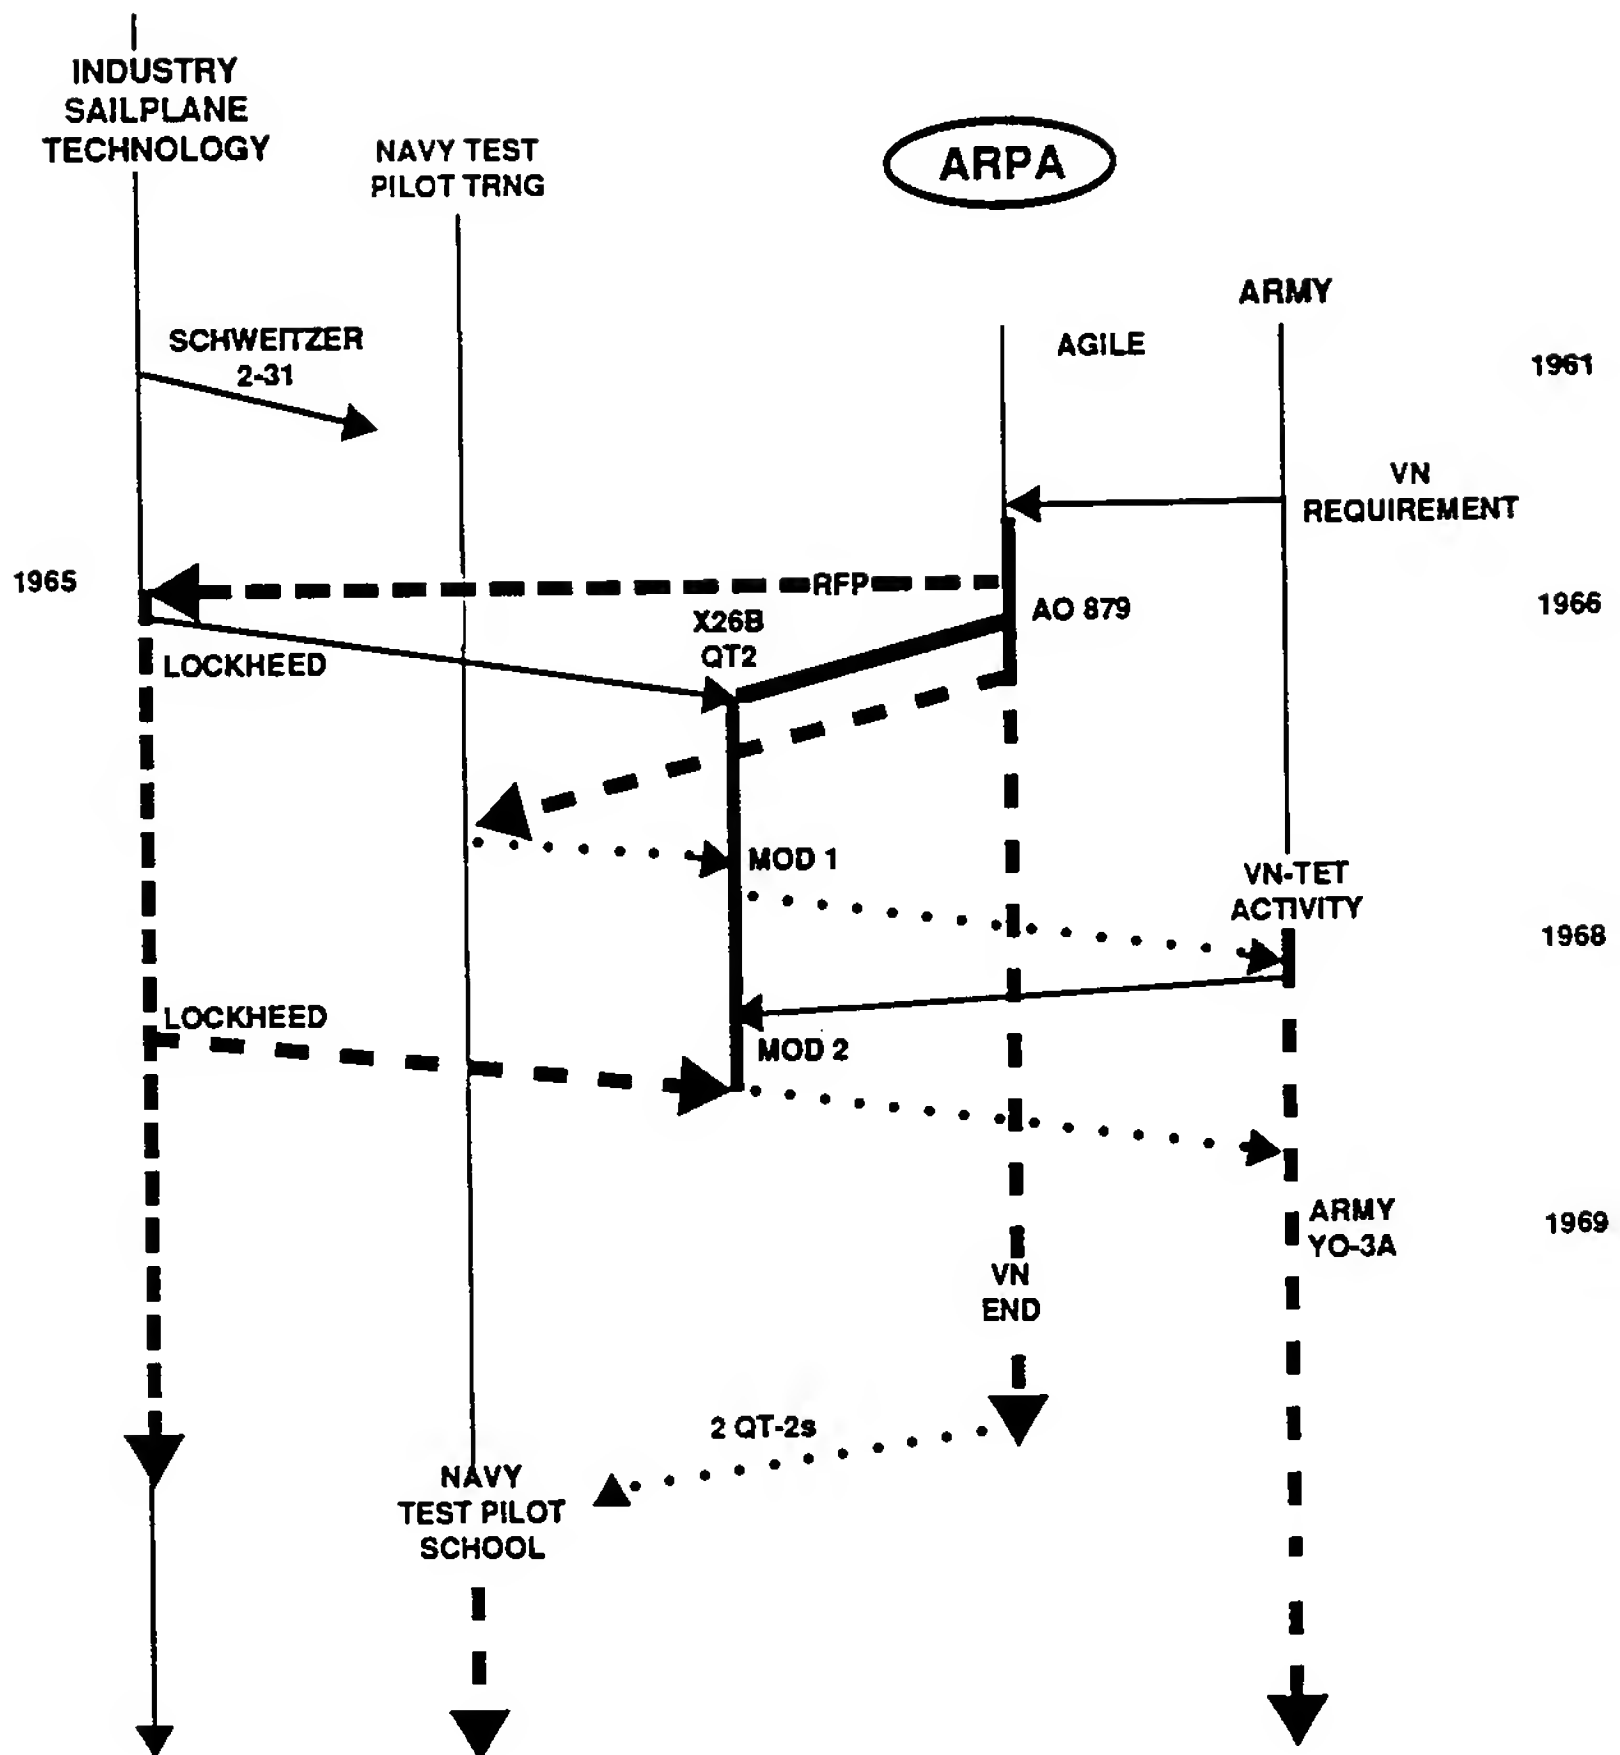 INDUSTRY
SAILPLANE
TECHNOLOGY
NAVY TEST
PILOT TRNG
ARPA
ARMY
SCHWEITZER
2-31
AGILE
1961
VN
REQUIREMENT
1965
RFP
X26B
QT2
AO 879
1966
LOCKHEED
MOD 1
VN-TET
ACTIVITY
1968
LOCKHEED
MOD 2
ARMY
YO-3A
1969
VN
END
2 QT-2s
NAVY
TEST PILOT
SCHOOL